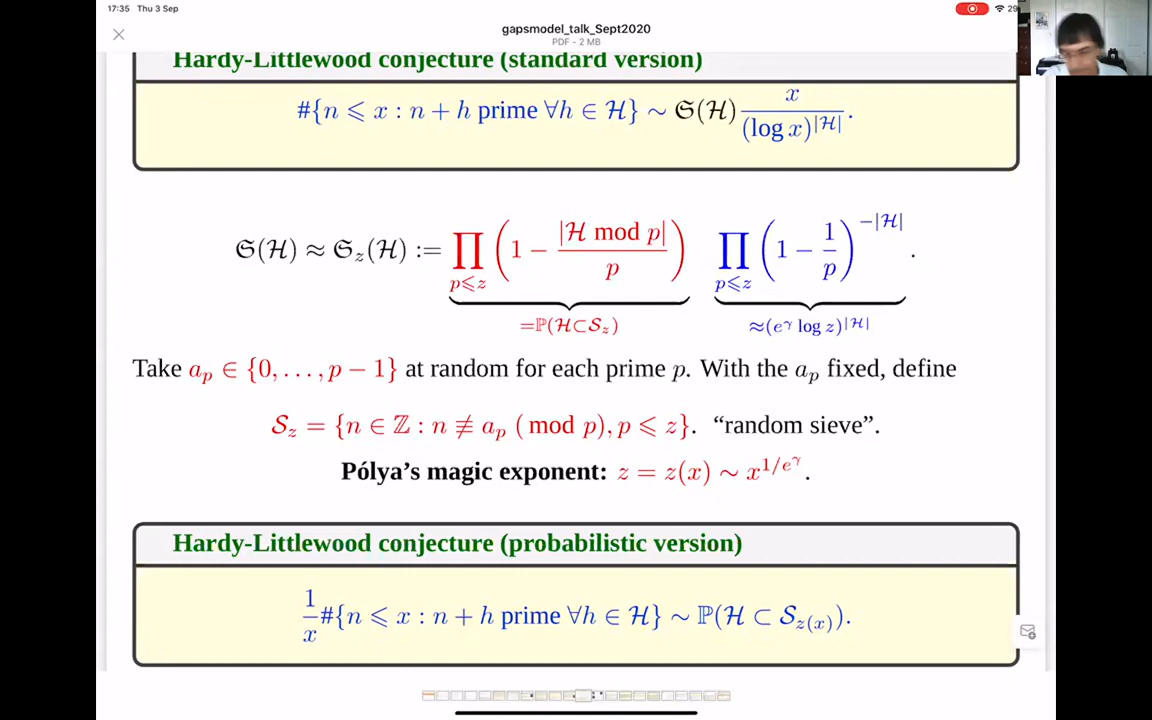 17:35 Thu 3 Sep
gapsmodel_talk_Sept2020
PDF - 2 MB
Hardy-Littlewood conjecture (standard version)
#{n ⩽ x : n + h prime ∀h ∈ ℋ} ∼ 𝔖(ℋ) x / (log x)^{|ℋ|}.
𝔖(ℋ) ≈ 𝔖_z(ℋ) := ∏_{p⩽z} (1 − |ℋ mod p| / p) ∏_{p⩽z} (1 − 1/p)^{−|ℋ|}.
=ℙ(ℋ⊂𝒮_z) ≈(e^γ log z)^{|ℋ|}
Take a_p ∈ {0, . . . , p − 1} at random for each prime p. With the a_p fixed, define
𝒮_z = {n ∈ ℤ : n ≢ a_p ( mod p), p ⩽ z}. “random sieve”.
Pólya’s magic exponent: z = z(x) ∼ x^{1/e^γ}.
Hardy-Littlewood conjecture (probabilistic version)
1/x #{n ⩽ x : n + h prime ∀h ∈ ℋ} ∼ ℙ(ℋ ⊂ 𝒮_{z(x)}).